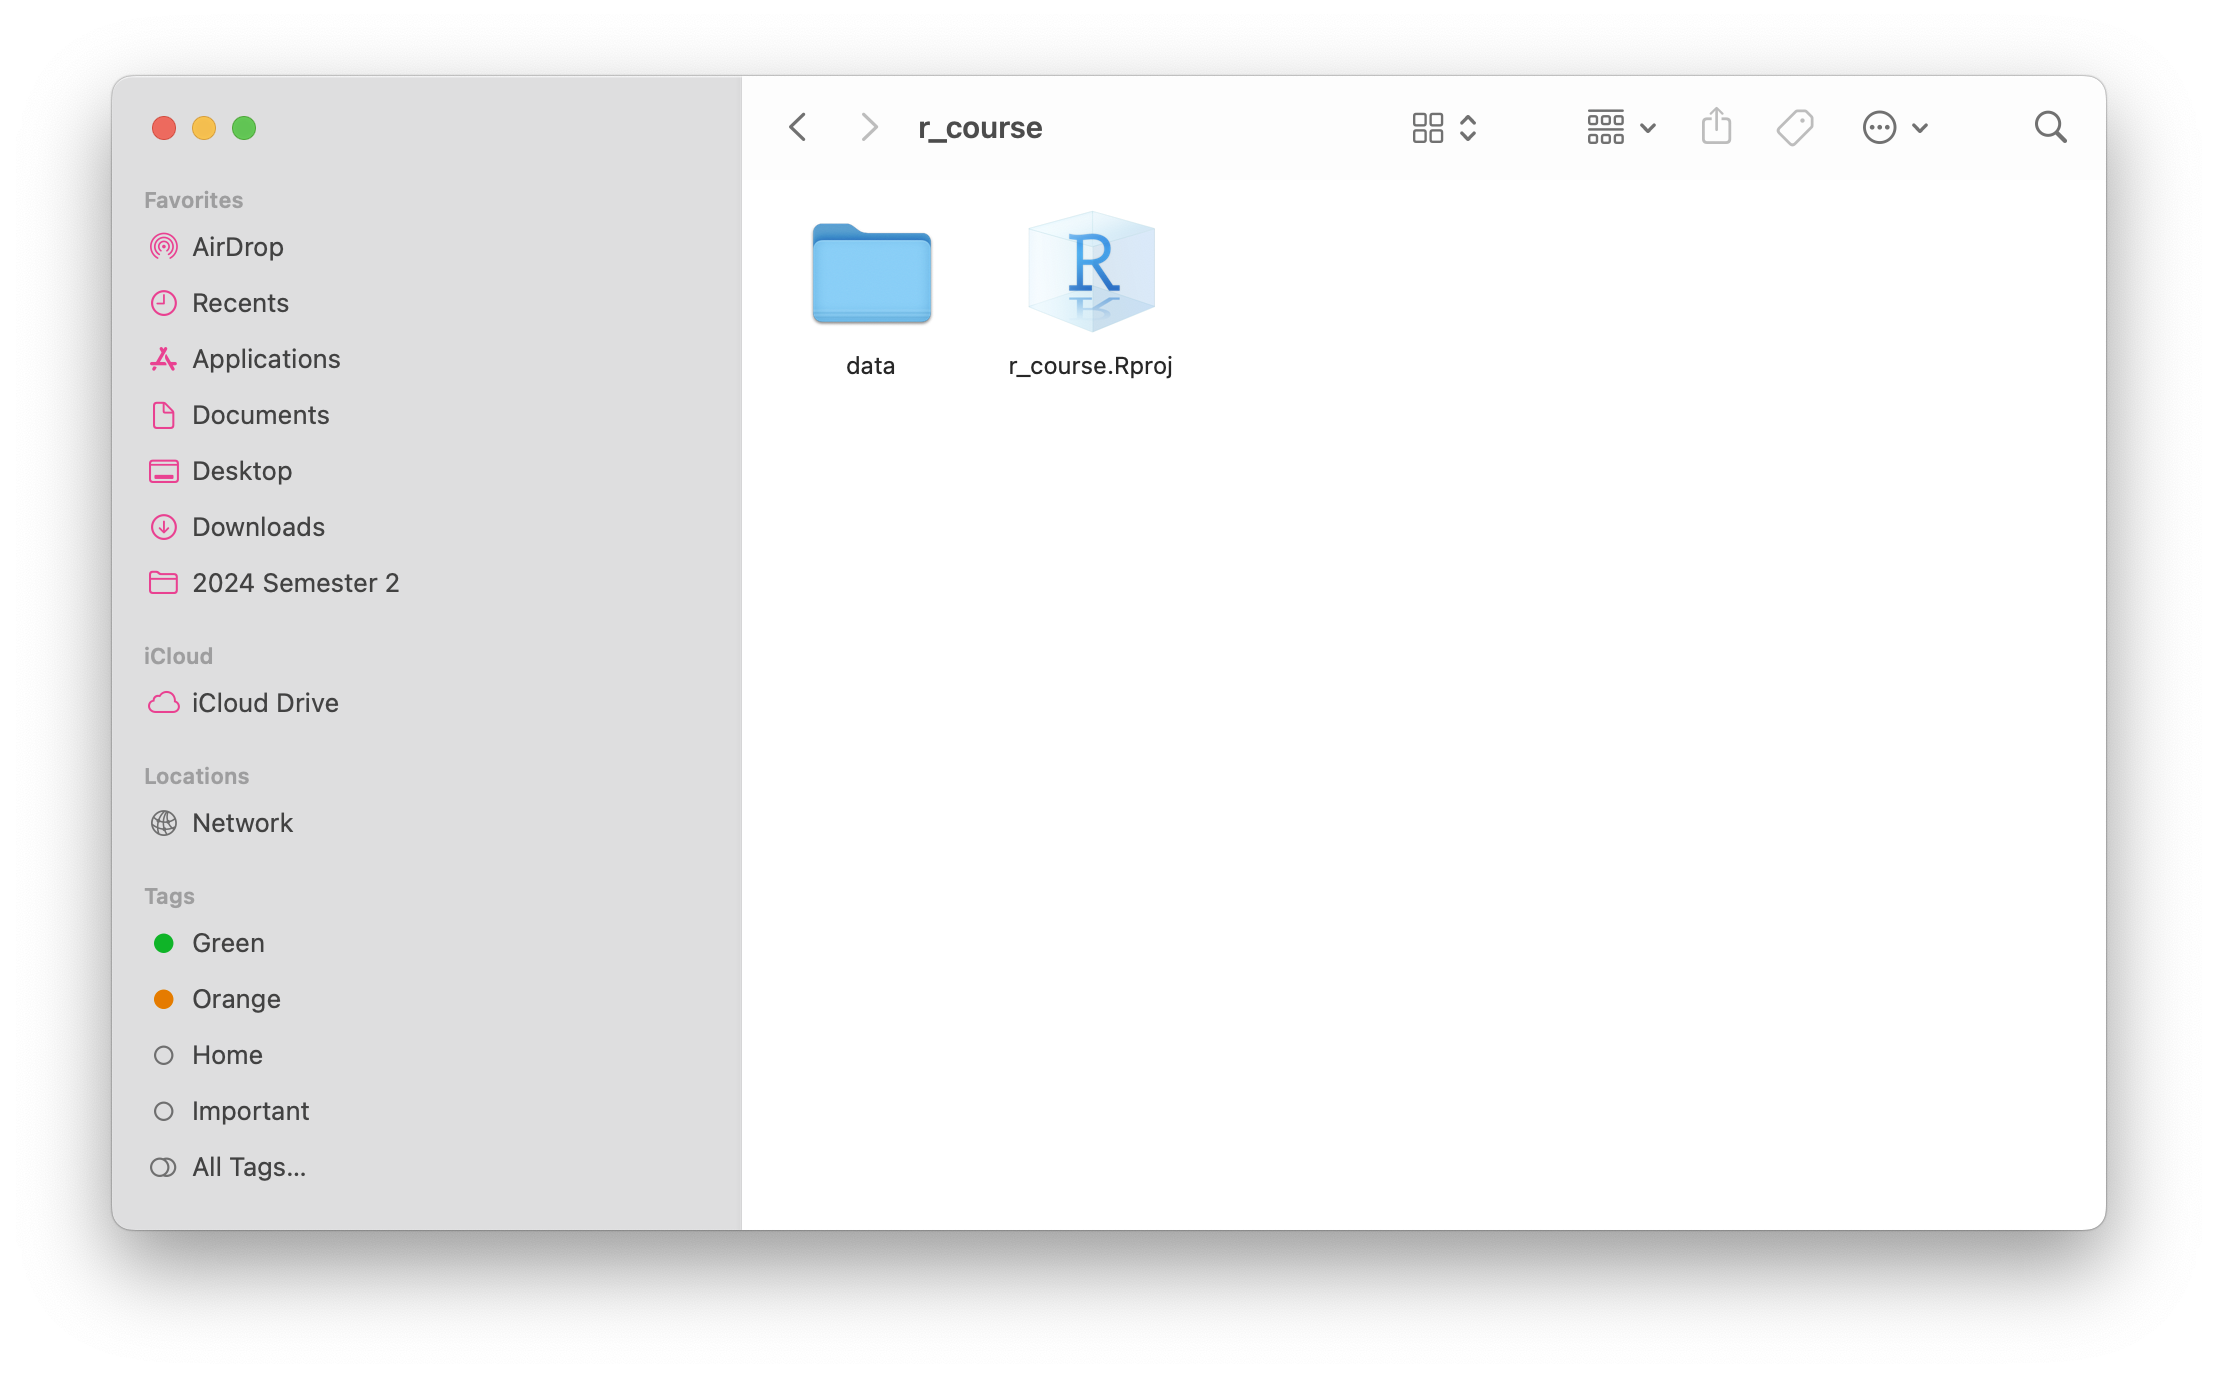 r_course
Favorites
AirDrop
Recents
Applications
Documents
Desktop
Downloads
2024 Semester 2
iCloud
iCloud Drive
Locations
Network
Tags
Green
Orange
Home
Important
All Tags...
R
data
r_course.Rproj